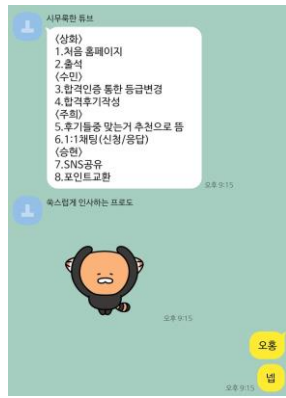 시무룩한 튜브
<상화>
1.처음 홈페이지
2.출석
<수민>
3.합격인증 통한 등급변경
4.합격후기작성
<주희>
5.후기들중 맞는거 추천으로 뜸
6.1:1채팅(신청/응답)
<승현>
7.SNS공유
8.포인트교환
오후 9:15
쑥스럽게 인사하는 프로도
오후 9:15
오홍
넵
오후 9:15